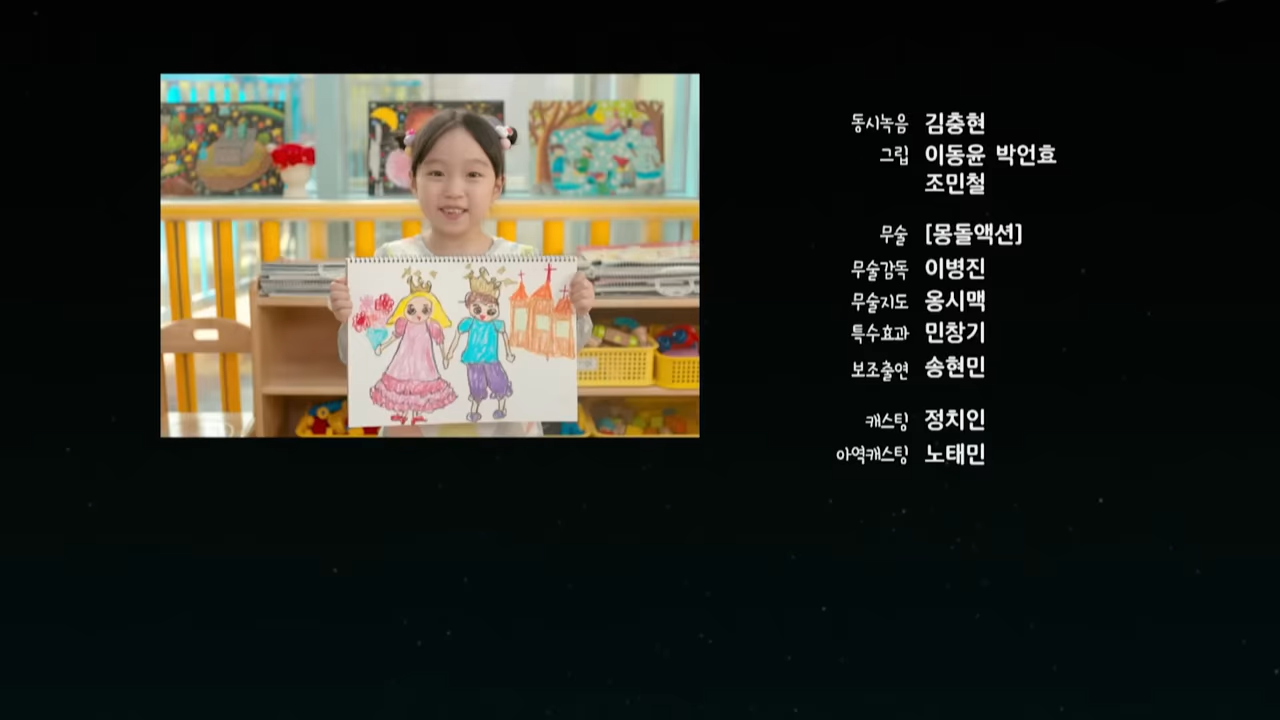 동시녹음 김충현
그립 이동윤 박언효
조민철
무술 [몽돌액션]
무술감독 이병진
무술지도 옹시맥
특수효과 민창기
보조출연 송현민
캐스팅 정치인
아역캐스팅 노태민